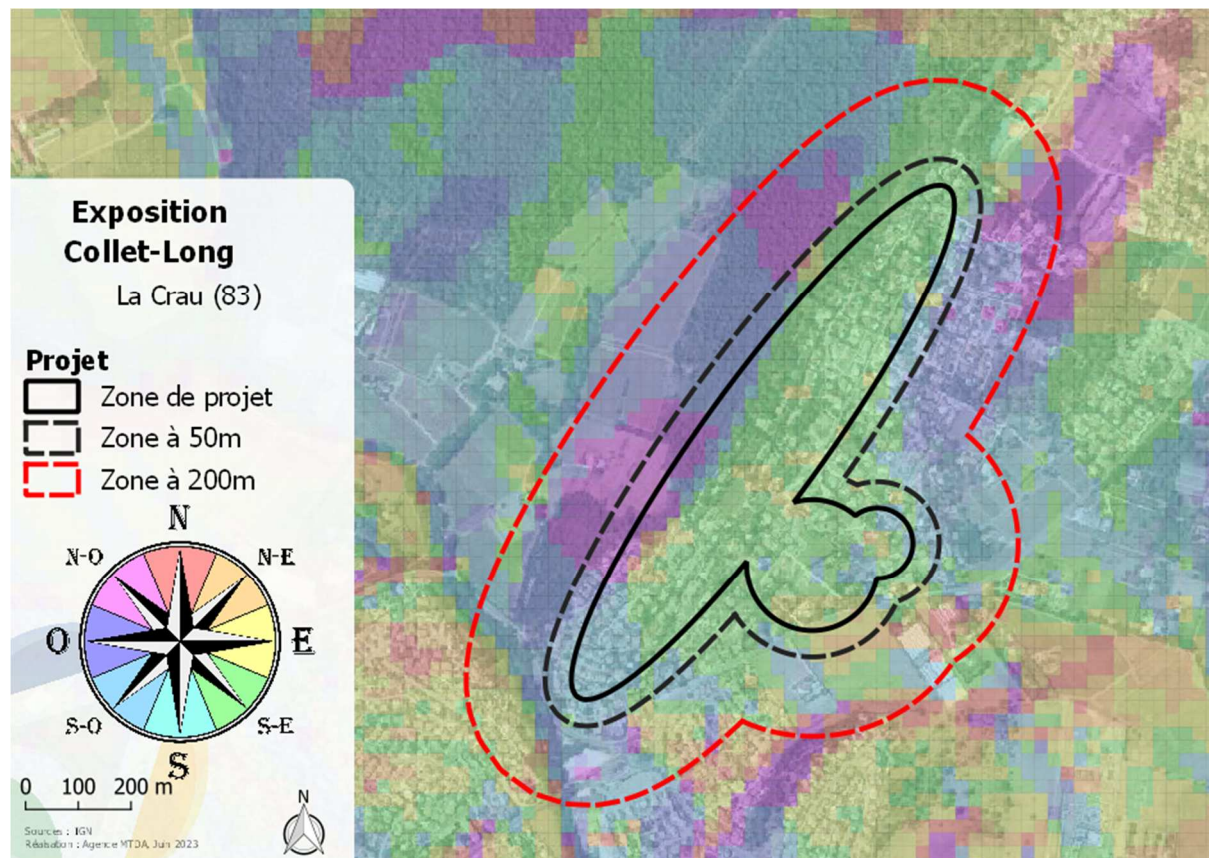 Exposition
Collet-Long
La Crau (83)
Projet
Zone de projet
Zone à 50m
Zone à 200m
N
N-O
N-E
O
E
S-O
S-E
S
0 100 200 m
N
Sources : IGN
Réalisation : Agence MTDA, Juin 2023